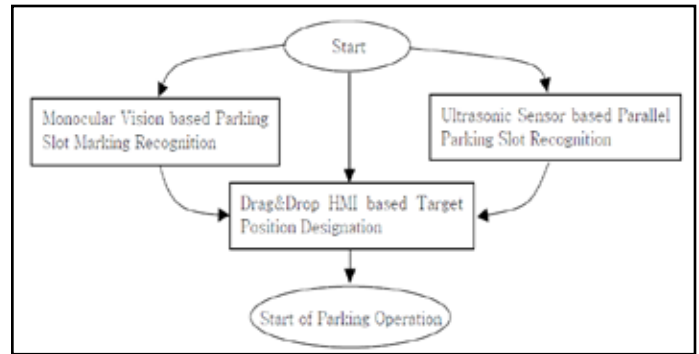 Start
Monocular Vision based Parking
Slot Marking Recognition
Ultrasonic Sensor based Parallel
Parking Slot Recognition
Drag&Drop HMI based Target
Position Designation
Start of Parking Operation